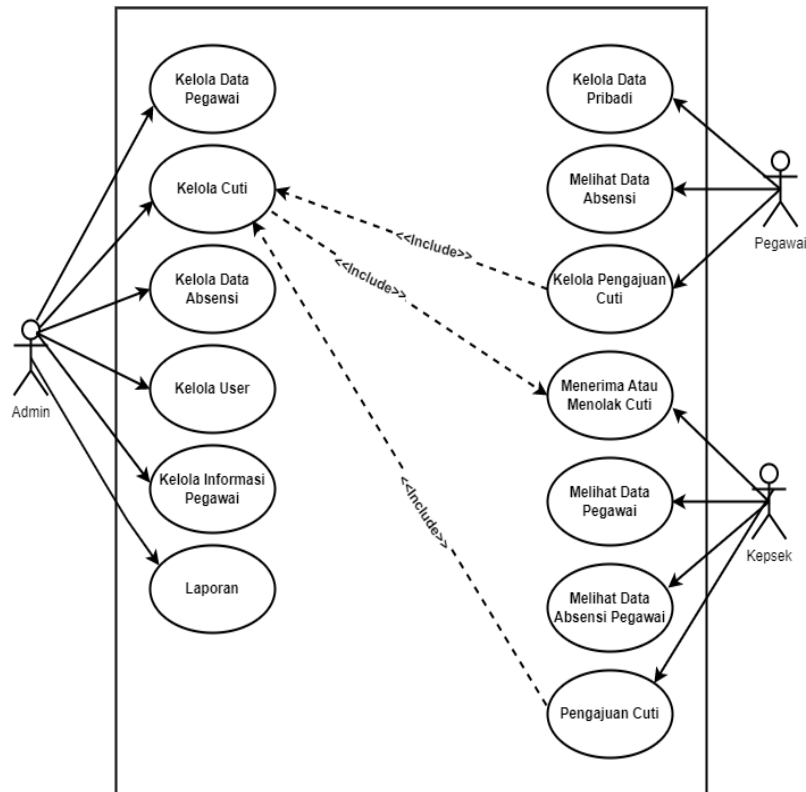 Kelola Data
Pegawai
Kelola Cuti
Kelola Data
Absensi
Kelola User
Kelola Informasi
Pegawai
Laporan
Admin
<<Include>>
<<Include>>
<<Include>>
Kelola Data
Pribadi
Melihat Data
Absensi
Kelola Pengajuan
Cuti
Menerima Atau
Menolak Cuti
Melihat Data
Pegawai
Melihat Data
Absensi Pegawai
Pengajuan Cuti
Pegawai
Kepsek